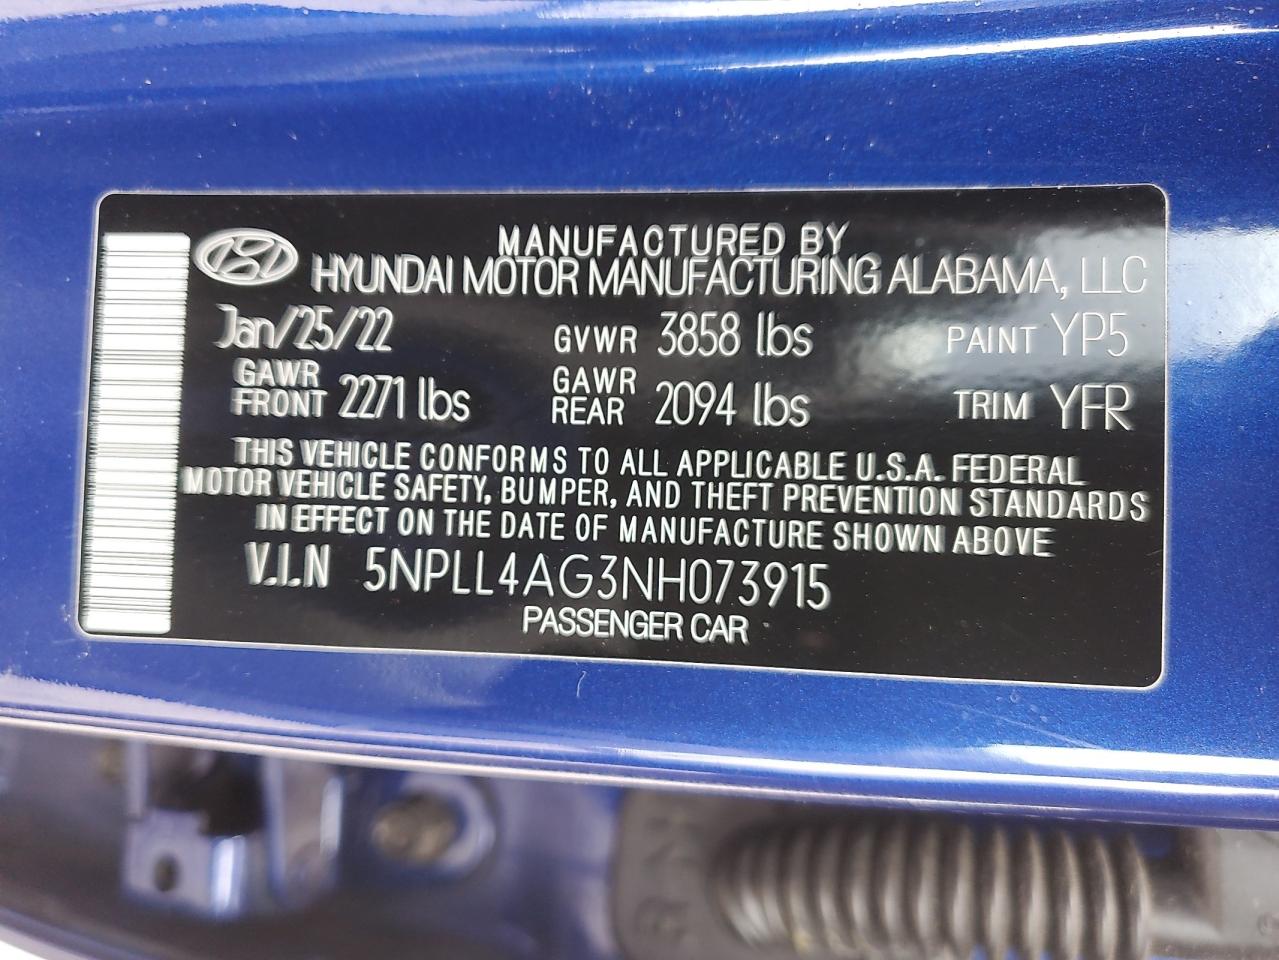 MANUFACTURED BY
HYUNDAI MOTOR MANUFACTURING ALABAMA, LLC
Jan/25/22 GVWR 3858 lbs PAINT YP5
GAWR FRONT 2271 lbs GAWR REAR 2094 lbs TRIM YFR
THIS VEHICLE CONFORMS TO ALL APPLICABLE U.S.A. FEDERAL
MOTOR VEHICLE SAFETY, BUMPER, AND THEFT PREVENTION STANDARDS
IN EFFECT ON THE DATE OF MANUFACTURE SHOWN ABOVE
V.I.N 5NPLL4AG3NH073915
PASSENGER CAR